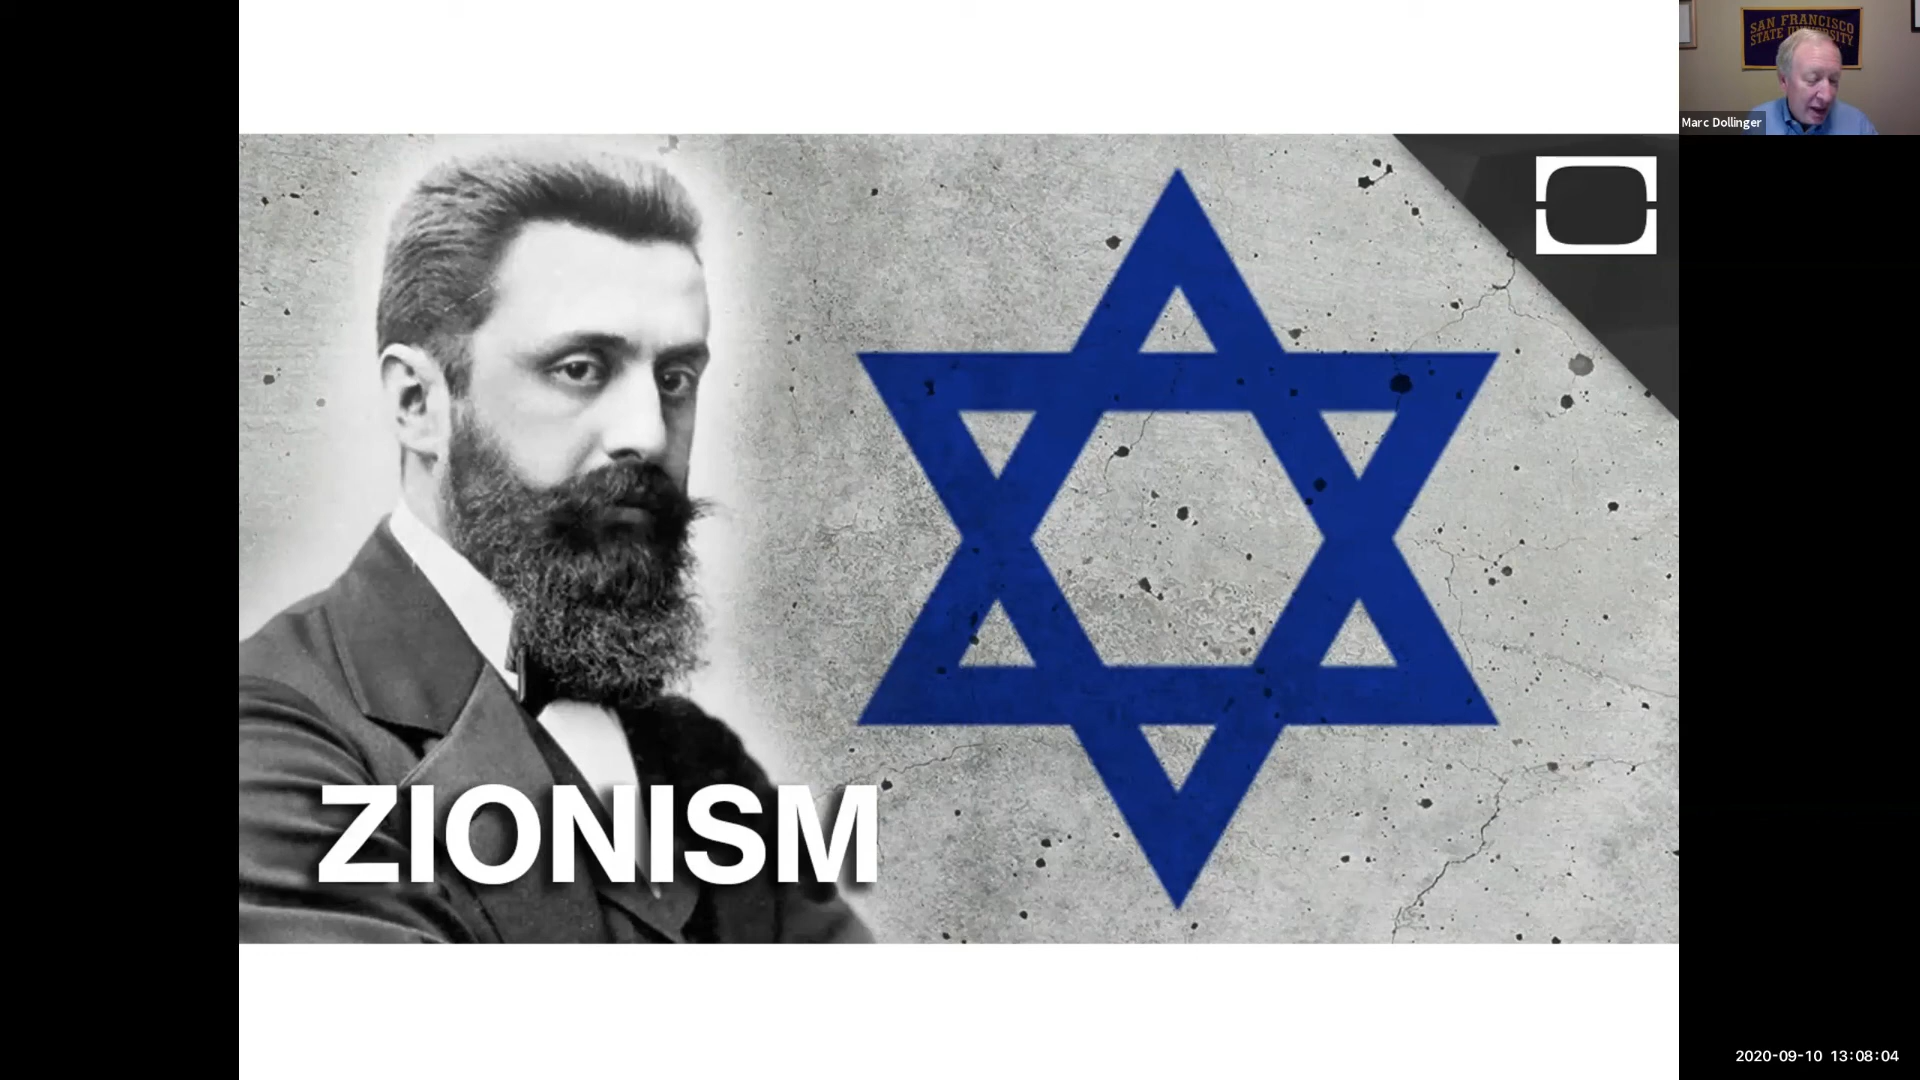 SAN FRANCISCO
STATE UNIVERSITY
Marc Dollinger
ZIONISM
2020-09-10 13:08:04